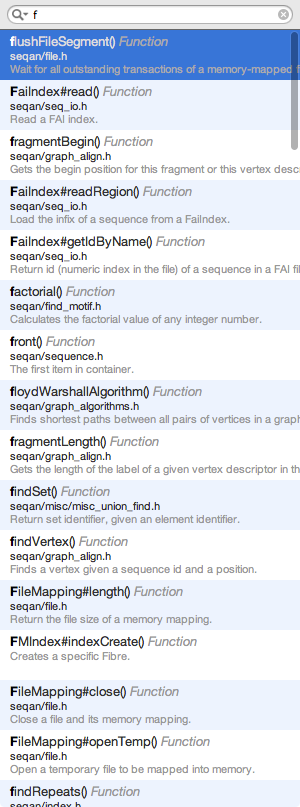 f
flushFileSegment() Function
seqan/file.h
Wait for all outstanding transactions of a memory-mapped f
FaiIndex#read() Function
seqan/seq_io.h
Read a FAI index.
fragmentBegin() Function
seqan/graph_align.h
Gets the begin position for this fragment or this vertex desc
FaiIndex#readRegion() Function
seqan/seq_io.h
Load the infix of a sequence from a FaiIndex.
FaiIndex#getIdByName() Function
seqan/seq_io.h
Return id (numeric index in the file) of a sequence in a FAI fi
factorial() Function
seqan/find_motif.h
Calculates the factorial value of any integer number.
front() Function
seqan/sequence.h
The first item in container.
floydWarshallAlgorithm() Function
seqan/graph_algorithms.h
Finds shortest paths between all pairs of vertices in a graph
fragmentLength() Function
seqan/graph_align.h
Gets the length of the label of a given vertex descriptor in th
findSet() Function
seqan/misc/misc_union_find.h
Return set identifier, given an element identifier.
findVertex() Function
seqan/graph_align.h
Finds a vertex given a sequence id and a position.
FileMapping#length() Function
seqan/file.h
Return the file size of a memory mapping.
FMIndex#indexCreate() Function
Creates a specific Fibre.
FileMapping#close() Function
seqan/file.h
Close a file and its memory mapping.
FileMapping#openTemp() Function
seqan/file.h
Open a temporary file to be mapped into memory.
findRepeats() Function
seqan/index.h